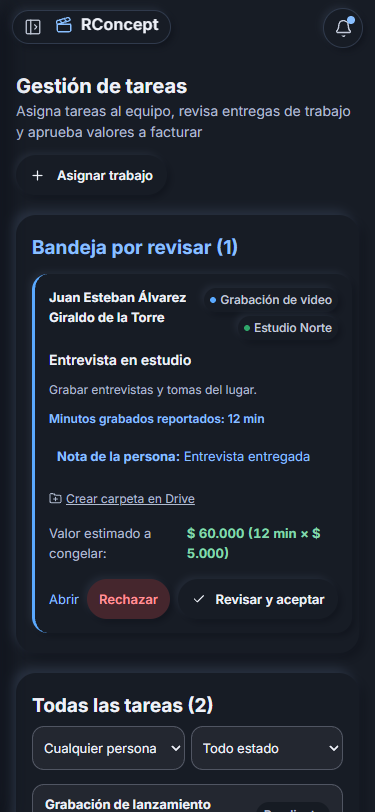 RConcept
Gestión de tareas
Asigna tareas al equipo, revisa entregas de trabajo
y aprueba valores a facturar
Asignar trabajo
Bandeja por revisar (1)
Juan Esteban Álvarez
Giraldo de la Torre
Grabación de video
Estudio Norte
Entrevista en estudio
Grabar entrevistas y tomas del lugar.
Minutos grabados reportados: 12 min
Nota de la persona: Entrevista entregada
Crear carpeta en Drive
Valor estimado a
congelar:
$ 60.000 (12 min × $
5.000)
Abrir
Rechazar
Revisar y aceptar
Todas las tareas (2)
Cualquier persona
Todo estado
Grabación de lanzamiento